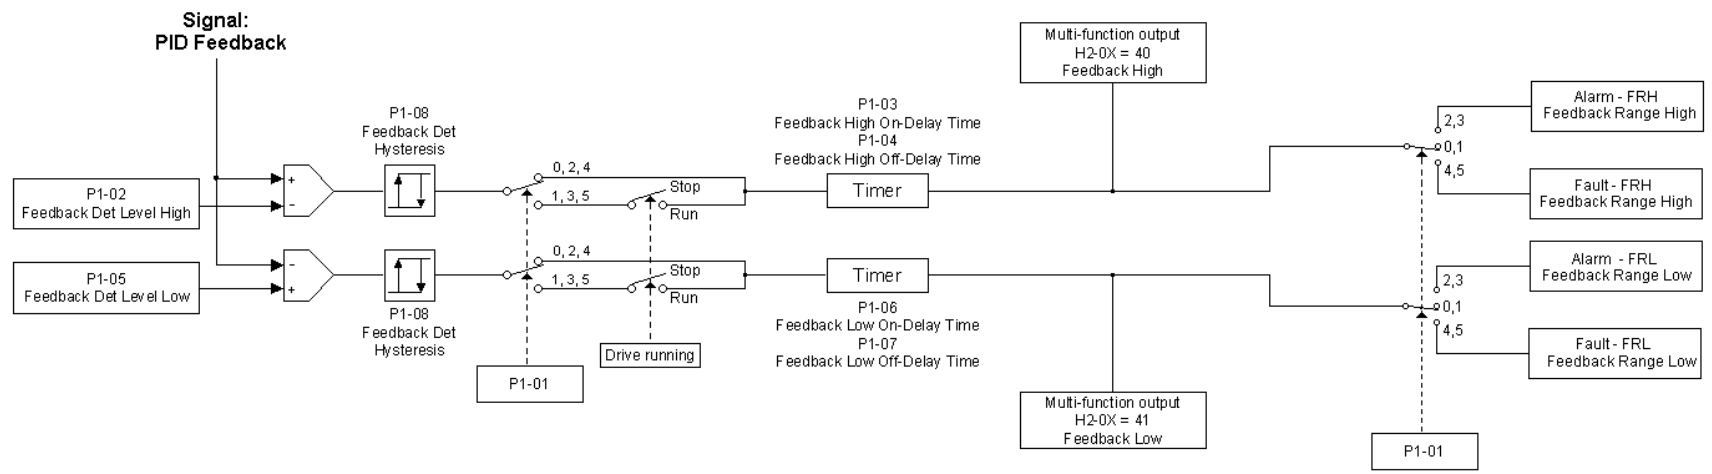 Signal:
PID Feedback
P1-02
Feedback Det Level High
P1-05
Feedback Det Level Low
+
−
−
+
P1-08
Feedback Det
Hysteresis
P1-08
Feedback Det
Hysteresis
0, 2, 4
1, 3, 5
Stop
Run
0, 2, 4
1, 3, 5
Stop
Run
P1-01
Drive running
P1-03
Feedback High On-Delay Time
P1-04
Feedback High Off-Delay Time
Timer
Timer
P1-06
Feedback Low On-Delay Time
P1-07
Feedback Low Off-Delay Time
Multi-function output
H2-0X = 40
Feedback High
Multi-function output
H2-0X = 41
Feedback Low
2,3
0,1
4,5
Alarm - FRH
Feedback Range High
Fault - FRH
Feedback Range High
2,3
0,1
4,5
Alarm - FRL
Feedback Range Low
Fault - FRL
Feedback Range Low
P1-01